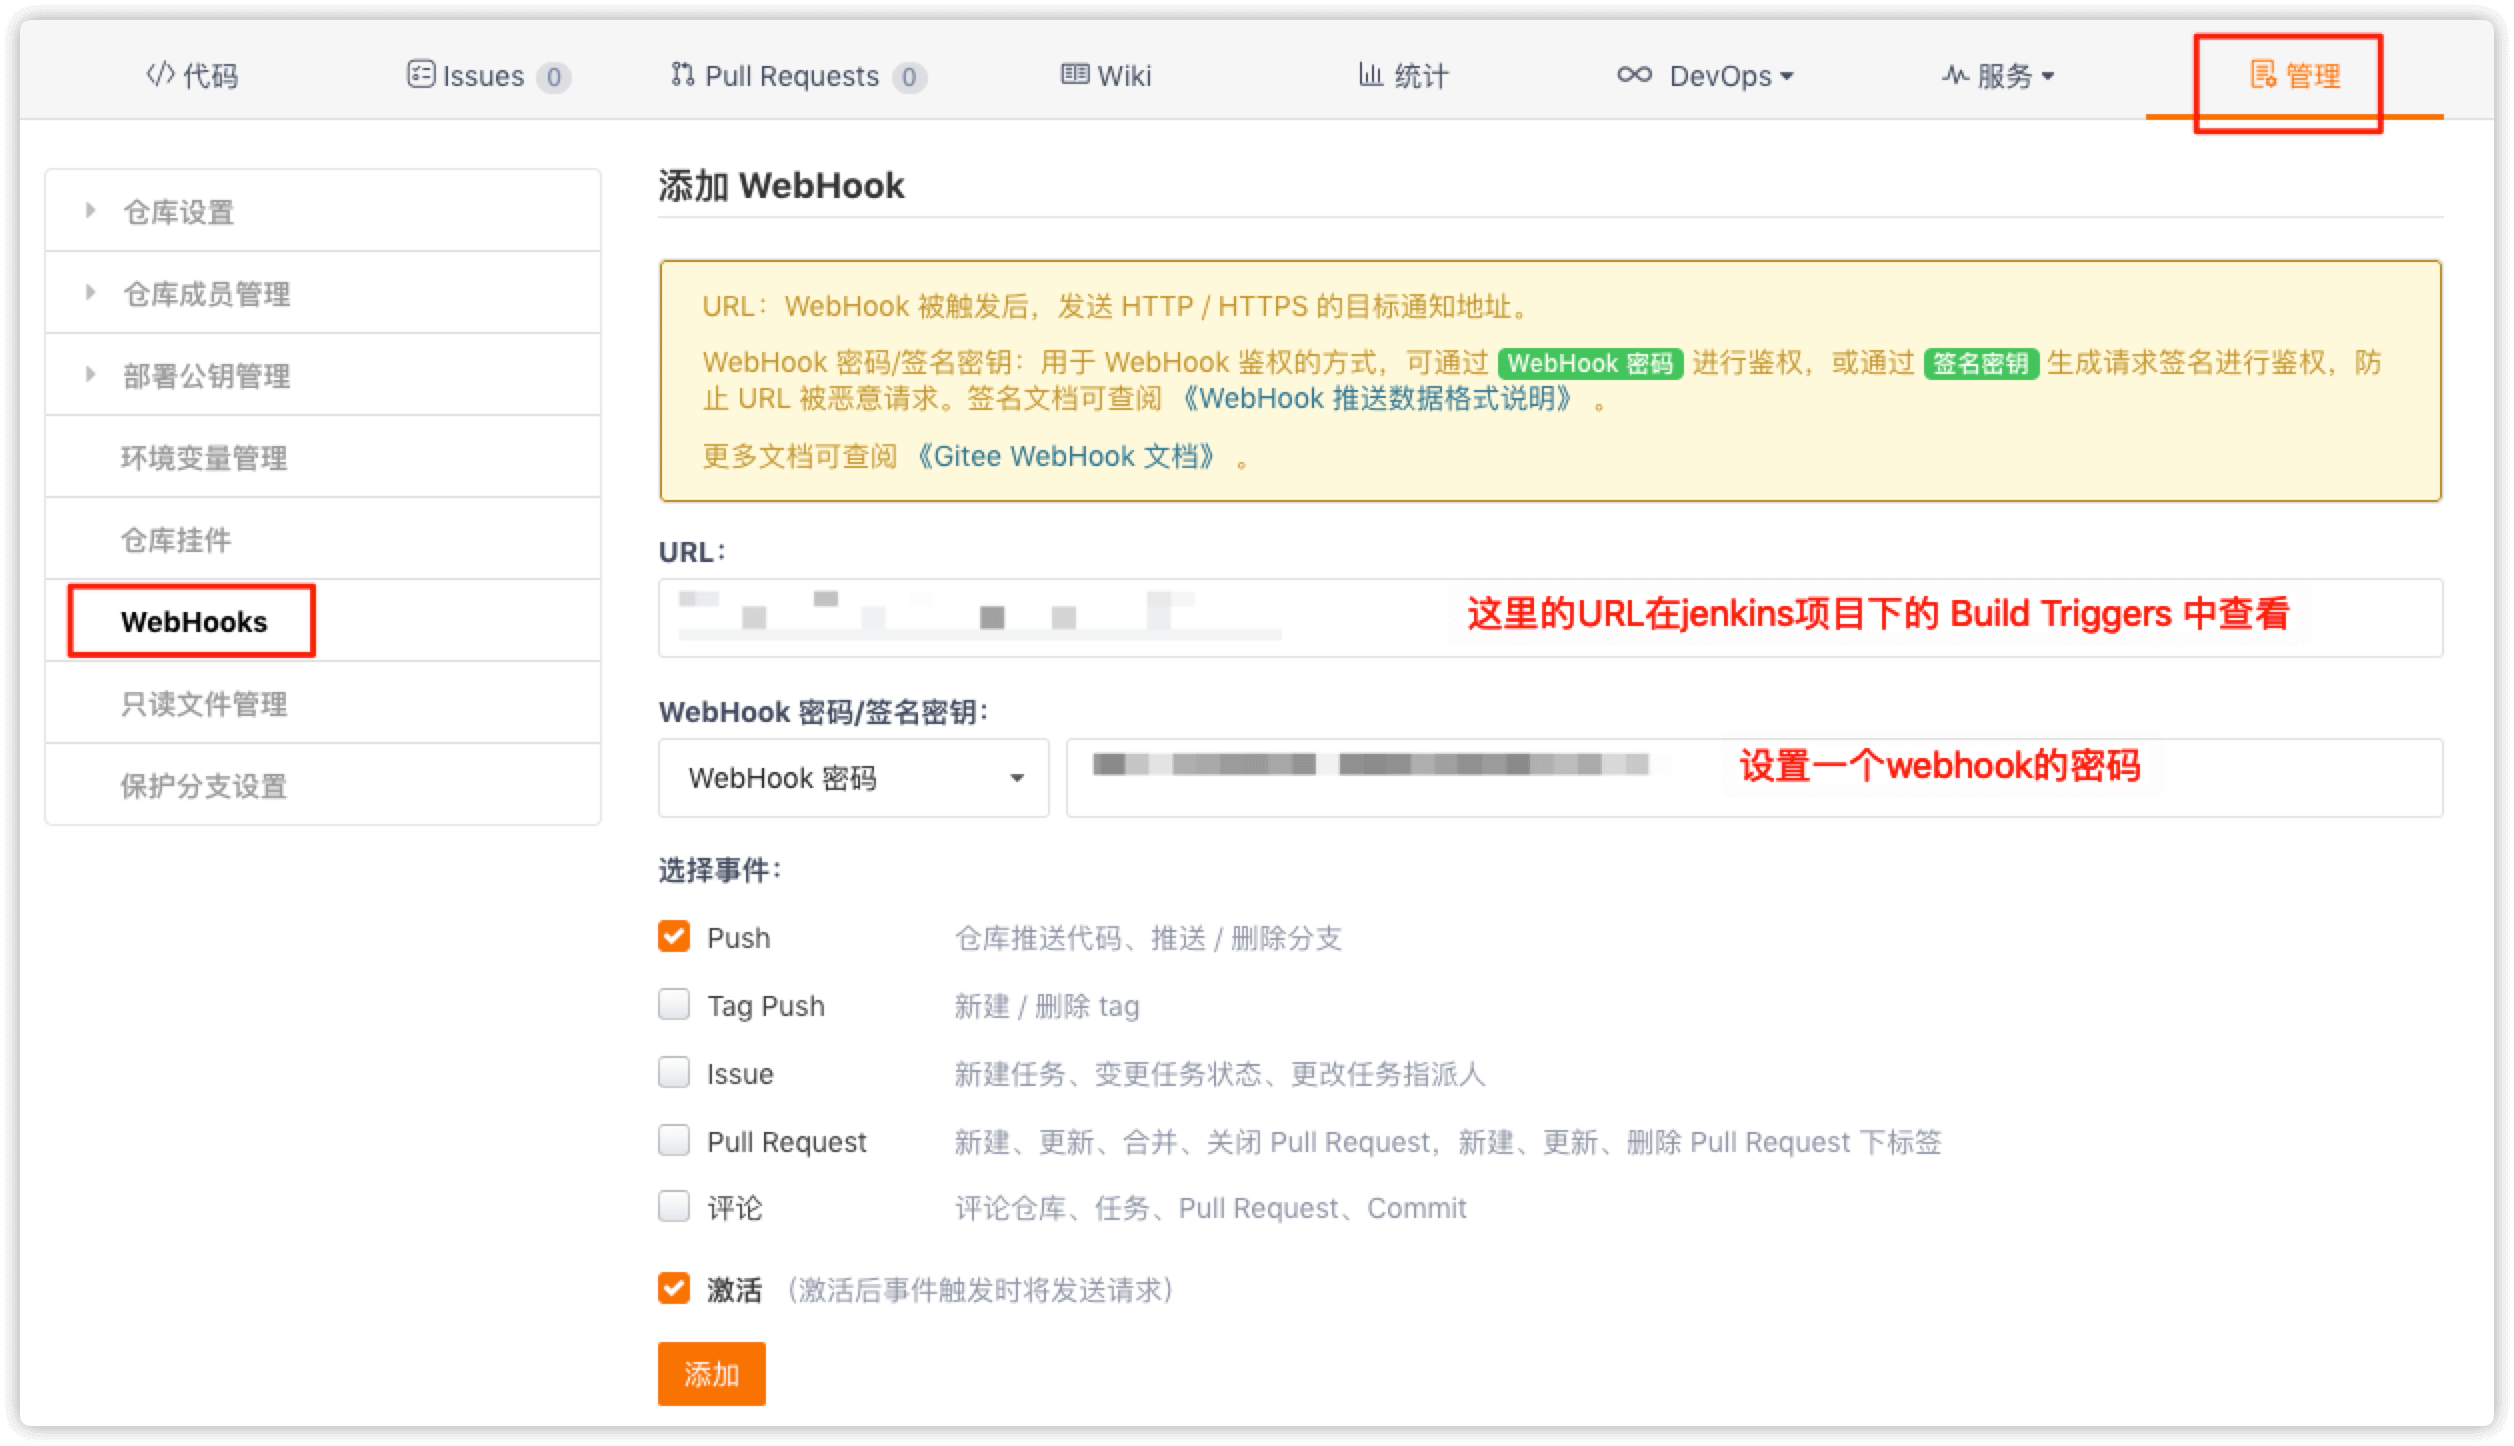 代码 Issues 0 Pull Requests 0 Wiki 统计 DevOps 服务 管理
仓库设置
仓库成员管理
部署公钥管理
环境变量管理
仓库挂件
WebHooks
只读文件管理
保护分支设置
添加 WebHook
URL：WebHook 被触发后，发送 HTTP / HTTPS 的目标通知地址。
WebHook 密码/签名密钥：用于 WebHook 鉴权的方式，可通过 WebHook 密码 进行鉴权，或通过 签名密钥 生成请求签名进行鉴权，防
止 URL 被恶意请求。签名文档可查阅 《WebHook 推送数据格式说明》 。
更多文档可查阅 《Gitee WebHook 文档》 。
URL：
这里的URL在jenkins项目下的 Build Triggers 中查看
WebHook 密码/签名密钥：
WebHook 密码
设置一个webhook的密码
选择事件：
Push 仓库推送代码、推送 / 删除分支
Tag Push 新建 / 删除 tag
Issue 新建任务、变更任务状态、更改任务指派人
Pull Request 新建、更新、合并、关闭 Pull Request，新建、更新、删除 Pull Request 下标签
评论 评论仓库、任务、Pull Request、Commit
激活 （激活后事件触发时将发送请求）
添加